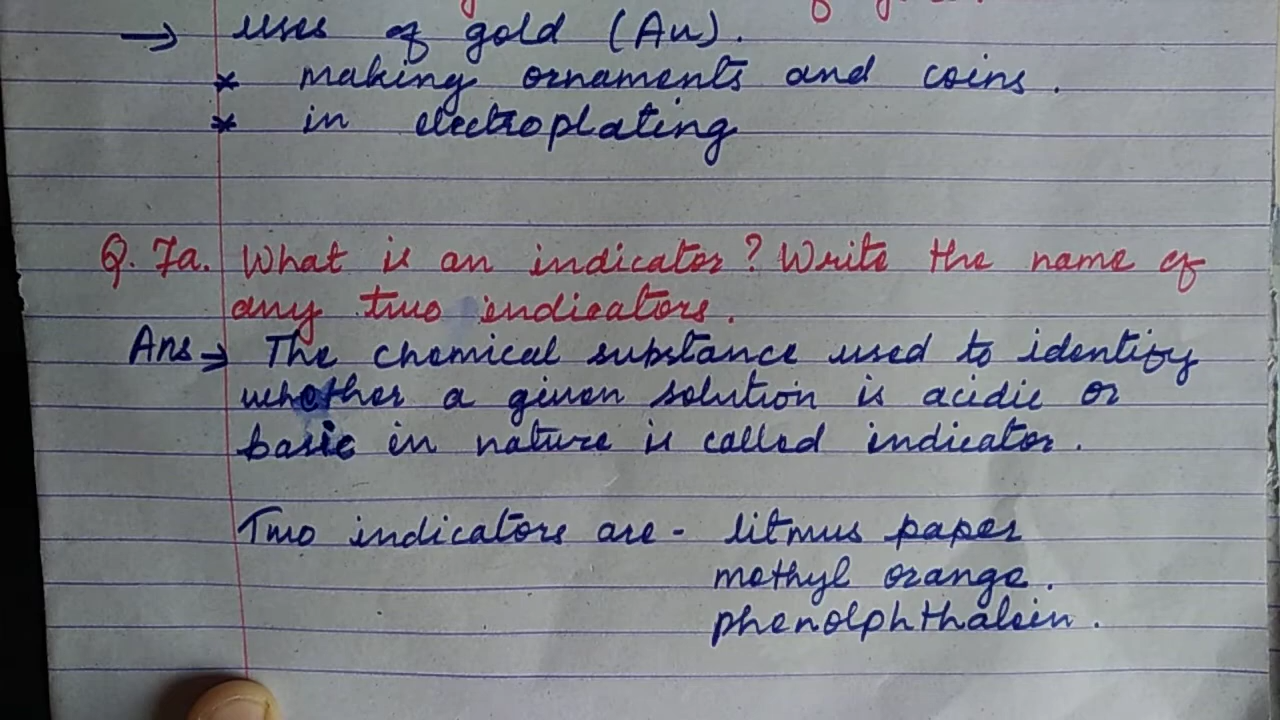 → uses of gold (Au).
* making ornaments and coins.
* in electroplating
Q. 7a. What is an indicator? Write the name of
any two indicators.
Ans→ The chemical substance used to identify
whether a given solution is acidic or
basic in nature is called indicator.
Two indicators are - litmus paper
methyl orange.
phenolphthalein.